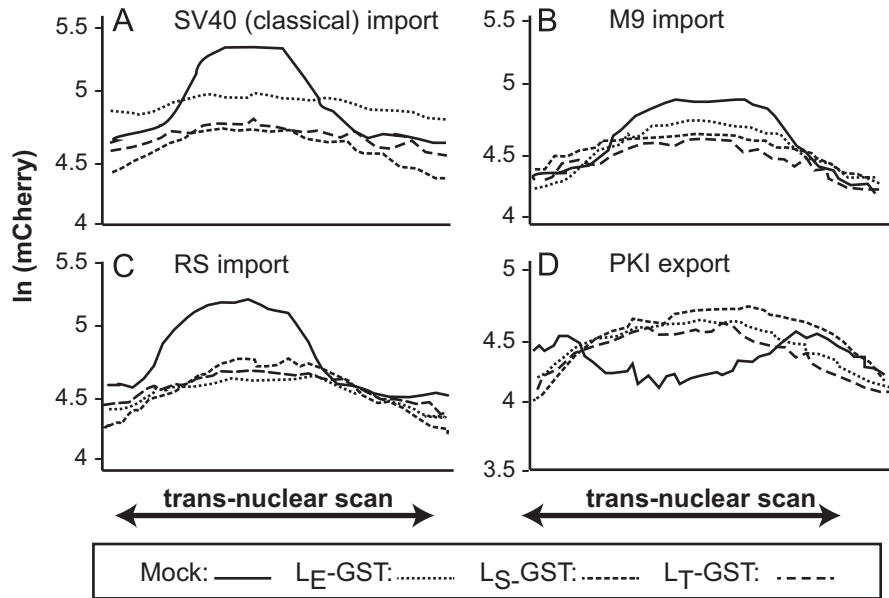 A SV40 (classical) import
5.5
5
4.5
4
B M9 import
5.5
5
4.5
4
ln (mCherry)
C RS import
5.5
5
4.5
4
D PKI export
5
4.5
4
3.5
trans-nuclear scan
trans-nuclear scan
Mock: LE-GST: LS-GST: LT-GST: